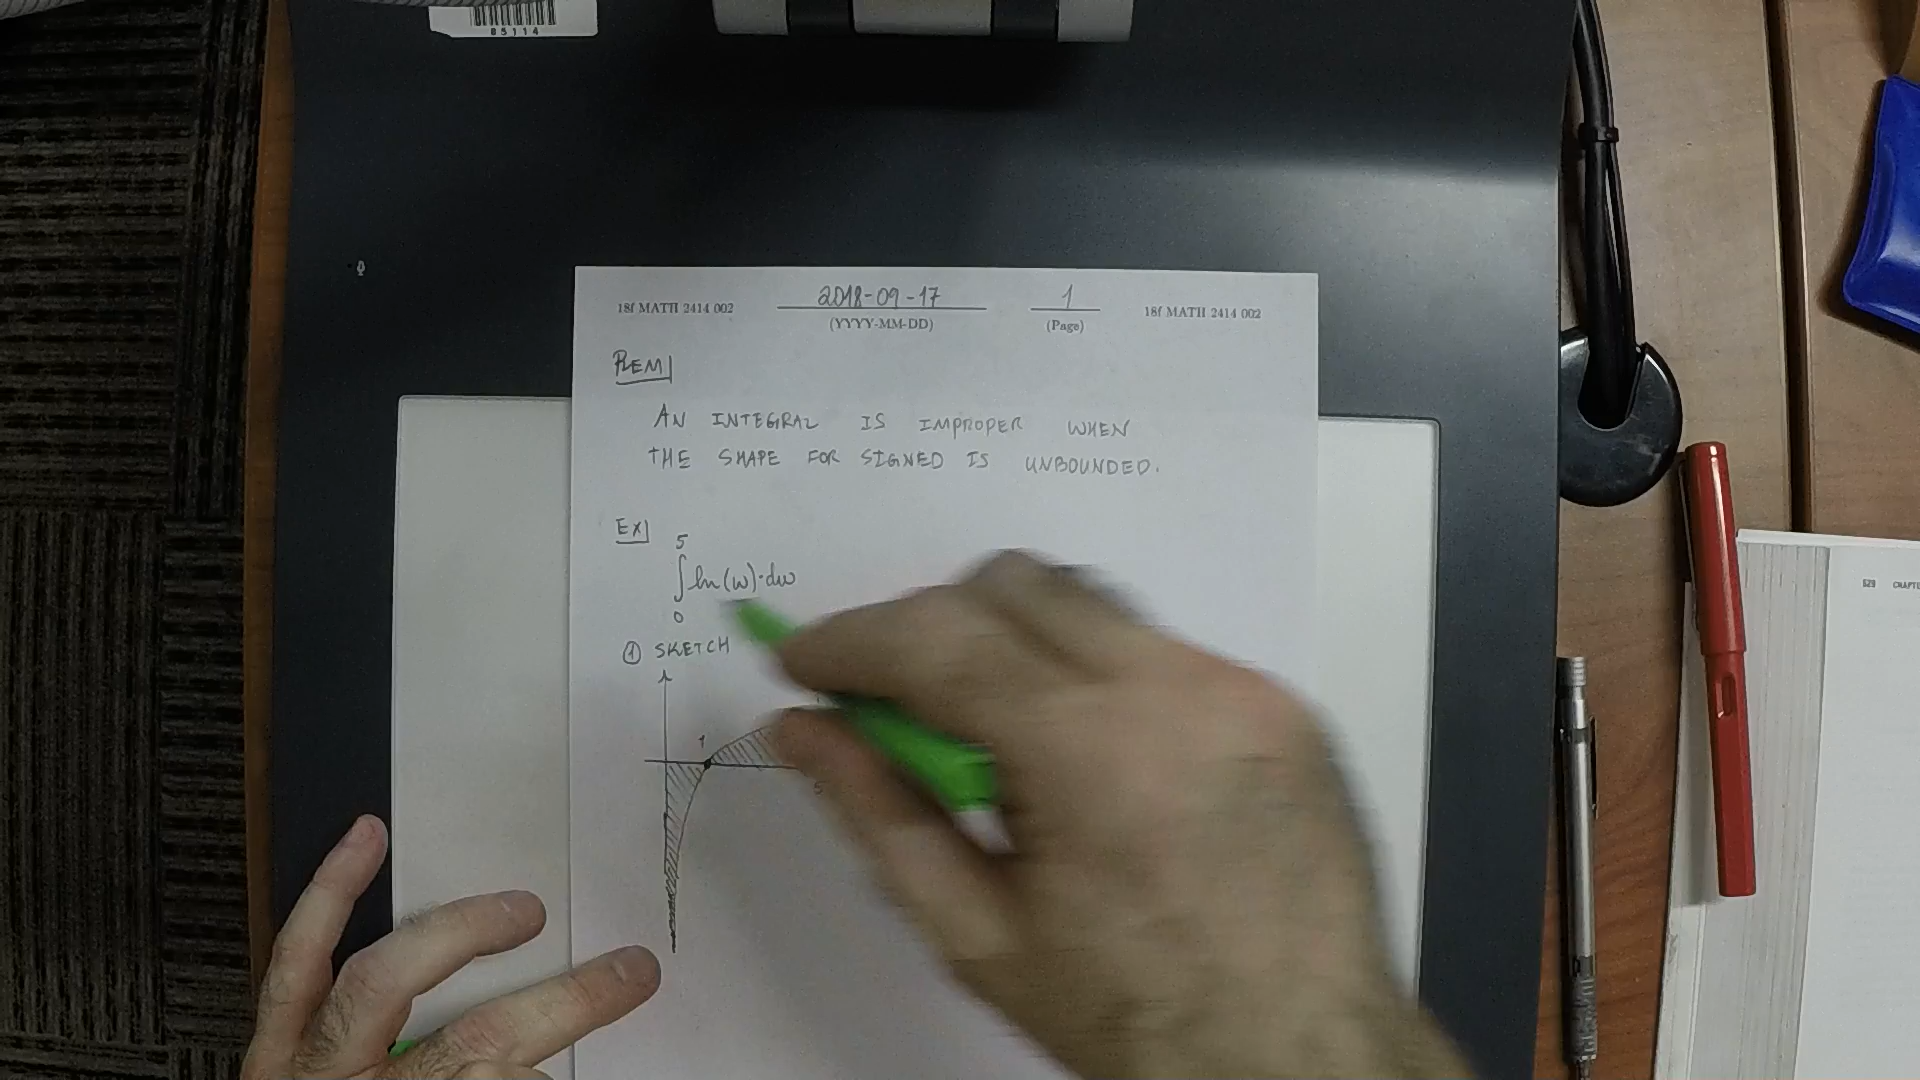 85114
18f MATH 2414 002 2018-09-17 1 18f MATH 2414 002
(YYYY-MM-DD) (Page)
REM
AN INTEGRAL IS IMPROPER WHEN
THE SHAPE FOR SIGNED IS UNBOUNDED.
EX
5
∫ln(w)·dw
0
① SKETCH
1
5
529 CHAPTE